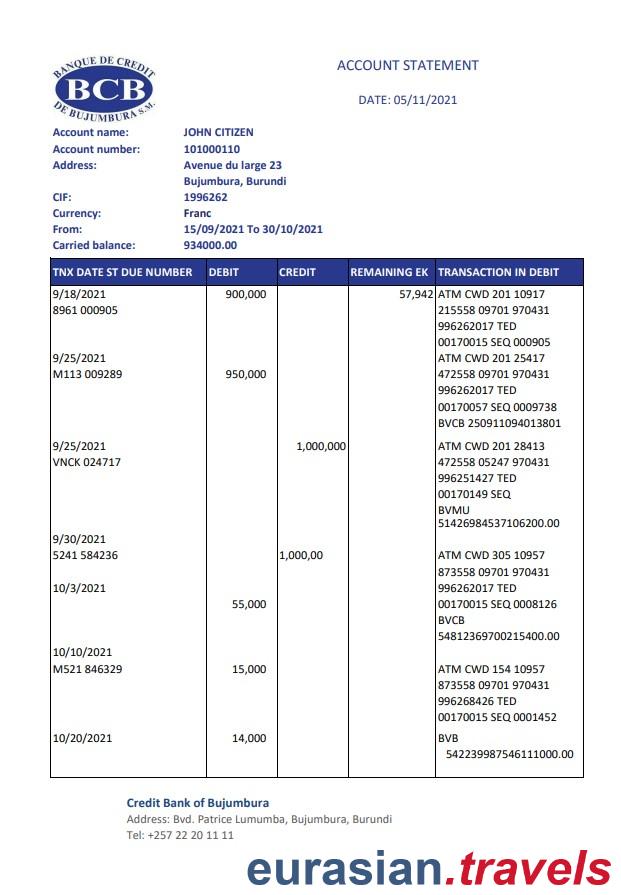 BANQUE DE CREDIT
BCB
DE BUJUMBURA S.M.
ACCOUNT STATEMENT
DATE: 05/11/2021
Account name: JOHN CITIZEN
Account number: 101000110
Address: Avenue du large 23
Bujumbura, Burundi
CIF: 1996262
Currency: Franc
From: 15/09/2021 To 30/10/2021
Carried balance: 934000.00
TNX DATE ST DUE NUMBER DEBIT CREDIT REMAINING EK TRANSACTION IN DEBIT
9/18/2021 900,000 57,942 ATM CWD 201 10917
8961 000905 215558 09701 970431
996262017 TED
00170015 SEQ 000905
9/25/2021 ATM CWD 201 25417
M113 009289 950,000 472558 09701 970431
996262017 TED
00170057 SEQ 0009738
BVCB 250911094013801
9/25/2021 1,000,000 ATM CWD 201 28413
VNCK 024717 472558 05247 970431
996251427 TED
00170149 SEQ
BVMU
51426984537106200.00
9/30/2021
5241 584236 1,000,00 ATM CWD 305 10957
873558 09701 970431
10/3/2021 996262017 TED
55,000 00170015 SEQ 0008126
BVCB
54812369700215400.00
10/10/2021
M521 846329 15,000 ATM CWD 154 10957
873558 09701 970431
996268426 TED
00170015 SEQ 0001452
10/20/2021 14,000 BVB
542239987546111000.00
Credit Bank of Bujumbura
Address: Bvd. Patrice Lumumba, Bujumbura, Burundi
Tel: +257 22 20 11 11
eurasian.travels